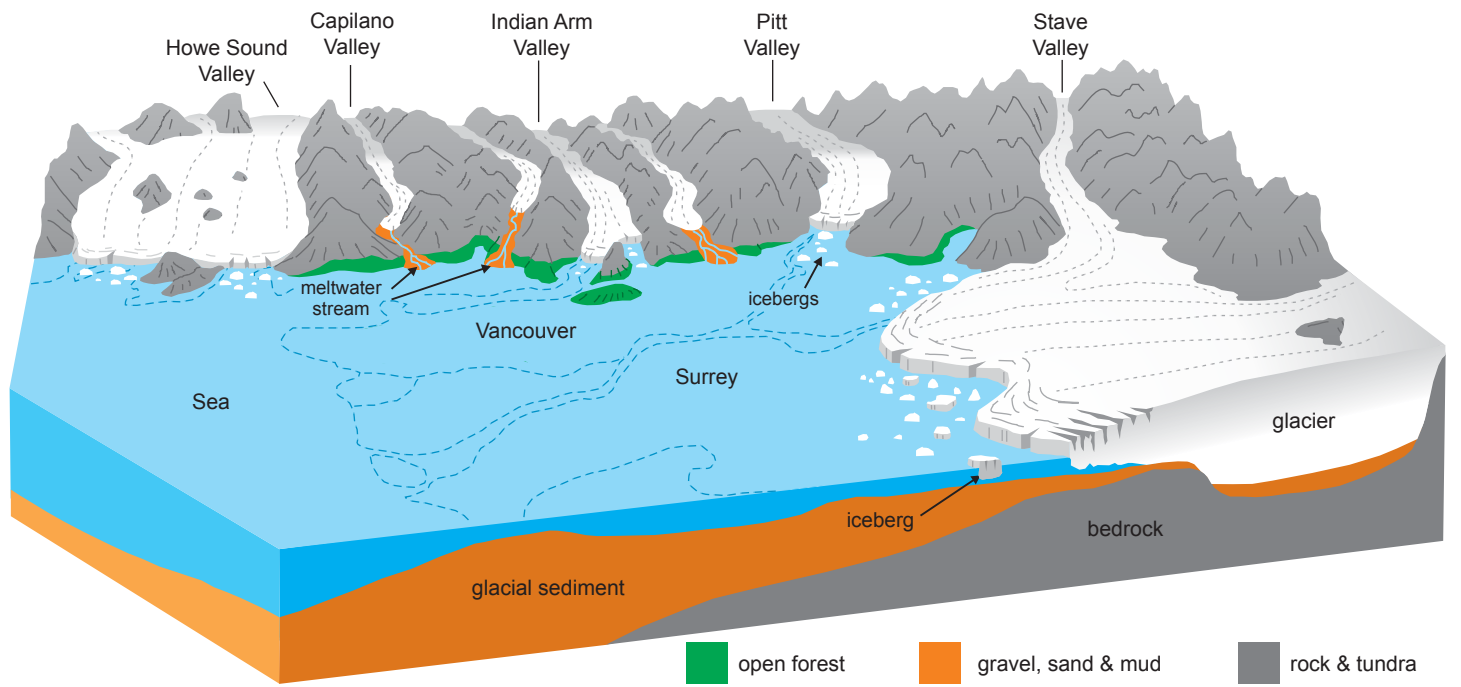 Howe Sound
Valley
Capilano
Valley
Indian Arm
Valley
Pitt
Valley
Stave
Valley
meltwater
stream
icebergs
Vancouver
Surrey
Sea
glacier
iceberg
bedrock
glacial sediment
open forest
gravel, sand & mud
rock & tundra